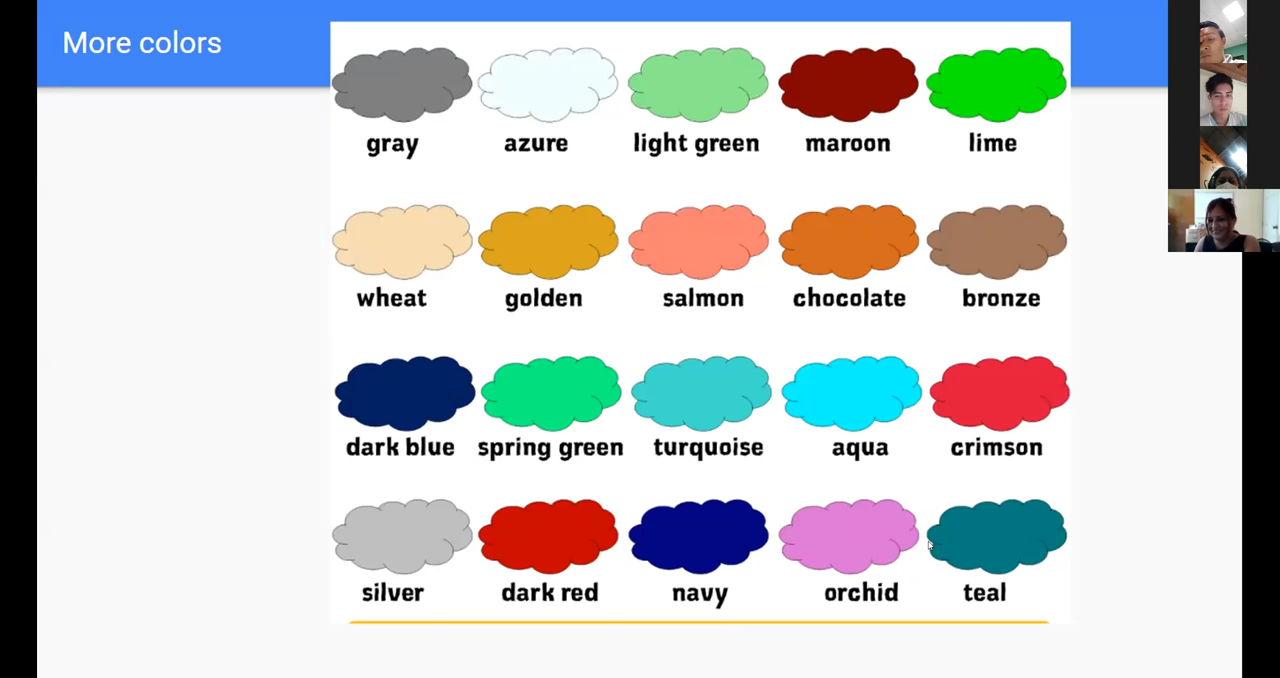 More colors
gray azure light green maroon lime
wheat golden salmon chocolate bronze
dark blue spring green turquoise aqua crimson
silver dark red navy orchid teal